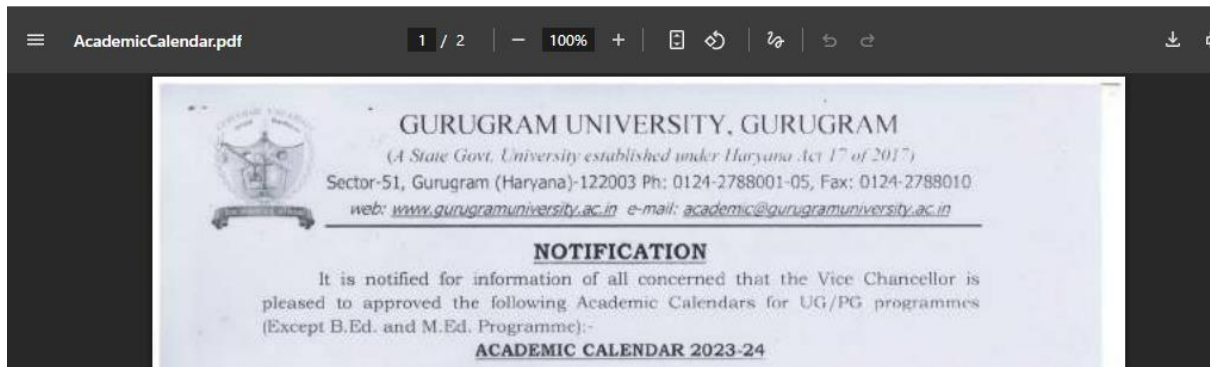 AcademicCalendar.pdf 1 / 2 — 100% +
GURUGRAM UNIVERSITY, GURUGRAM
(A State Govt. University established under Haryana Act 17 of 2017)
Sector-51, Gurugram (Haryana)-122003 Ph: 0124-2788001-05, Fax: 0124-2788010
web: www.gurugramuniversity.ac.in e-mail: academic@gurugramuniversity.ac.in
NOTIFICATION
It is notified for information of all concerned that the Vice Chancellor is
pleased to approved the following Academic Calendars for UG/PG programmes
(Except B.Ed. and M.Ed. Programme):-
ACADEMIC CALENDAR 2023-24